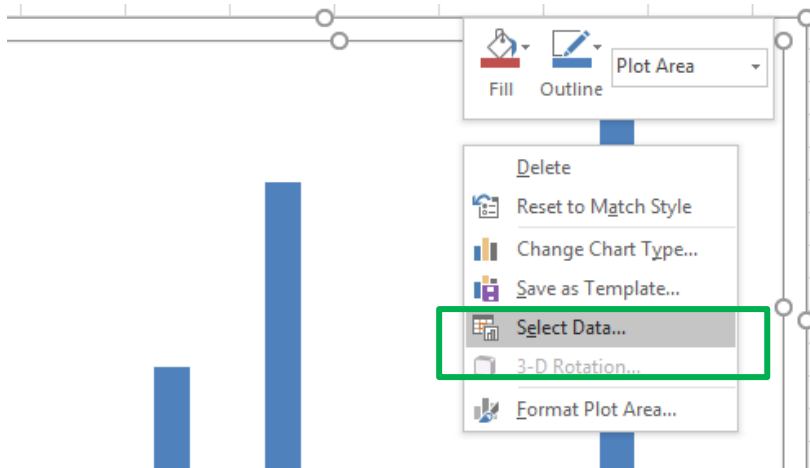 Plot Area
Fill Outline
Delete
Reset to Match Style
Change Chart Type...
Save as Template...
Select Data...
3-D Rotation...
Format Plot Area...